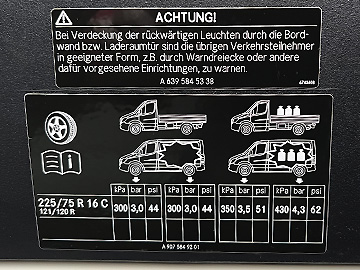 ACHTUNG!
Bei Verdeckung der rückwärtigen Leuchten durch die Bord-
wand bzw. Laderaumtür sind die übrigen Verkehrsteilnehmer
in geeigneter Form, z.B. durch Warndreiecke oder andere
dafür vorgesehene Einrichtungen, zu warnen.
A 639 584 53 38
kPa bar psi kPa bar psi kPa bar psi kPa bar psi
225/75 R 16 C 300 3,0 44 300 3,0 44 350 3,5 51 430 4,3 62
121/120 R
A 907 584 92 01